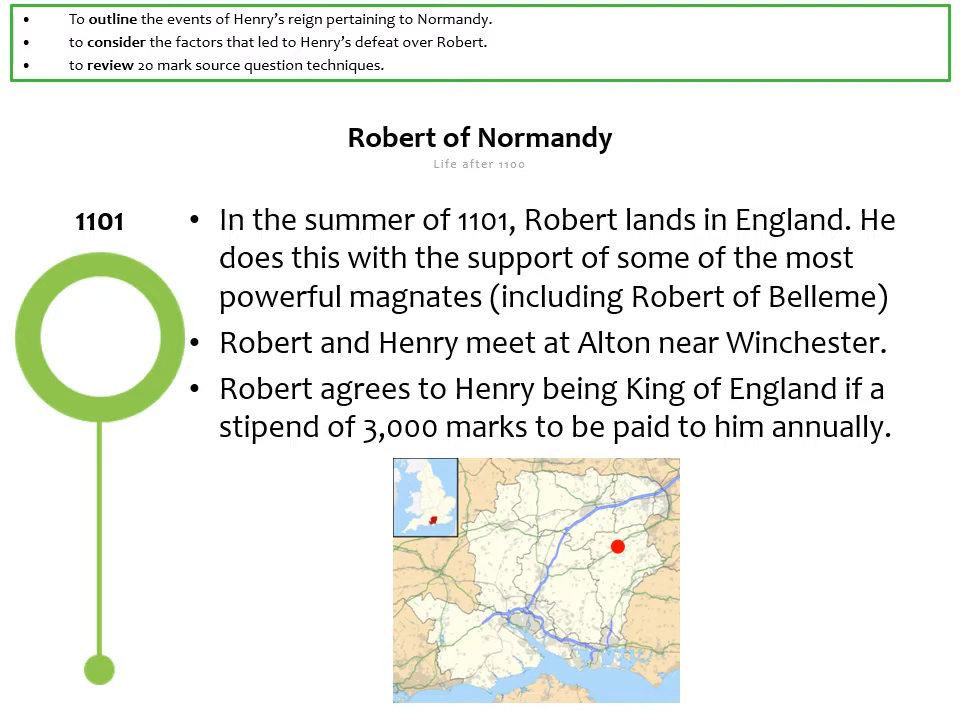 • To outline the events of Henry's reign pertaining to Normandy.
• to consider the factors that led to Henry's defeat over Robert.
• to review 20 mark source question techniques.
Robert of Normandy
Life after 1100
1101
• In the summer of 1101, Robert lands in England. He
does this with the support of some of the most
powerful magnates (including Robert of Belleme)
• Robert and Henry meet at Alton near Winchester.
• Robert agrees to Henry being King of England if a
stipend of 3,000 marks to be paid to him annually.